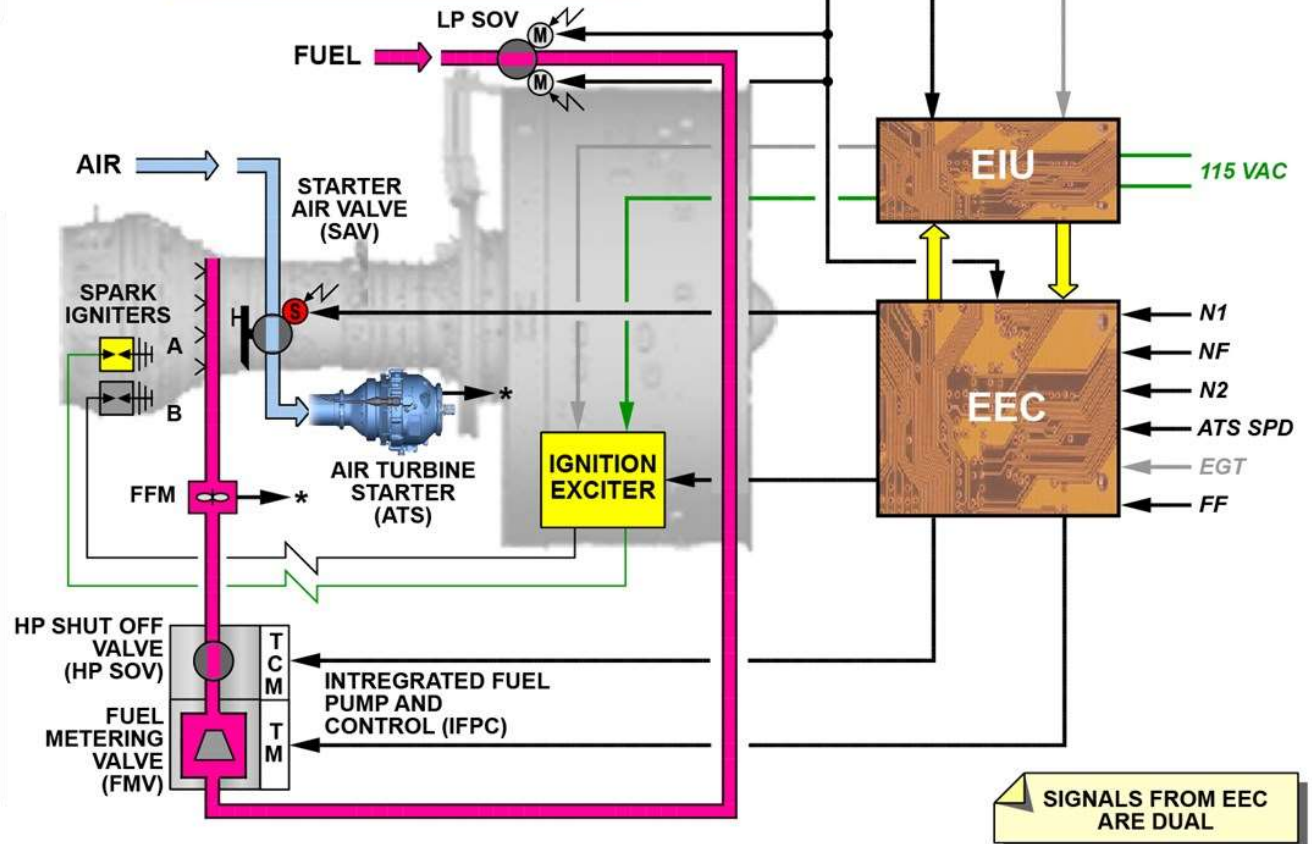 LP SOV
M
FUEL
M
AIR
STARTER
AIR VALVE
(SAV)
EIU
115 VAC
SPARK
IGNITERS
A
B
S
N1
NF
N2
ATS SPD
EGT
FF
EEC
*
AIR TURBINE
STARTER
(ATS)
IGNITION
EXCITER
FFM
*
HP SHUT OFF
VALVE
(HP SOV)
T
C
M
INTREGRATED FUEL
PUMP AND
CONTROL (IFPC)
FUEL
METERING
VALVE
(FMV)
T
M
SIGNALS FROM EEC
ARE DUAL